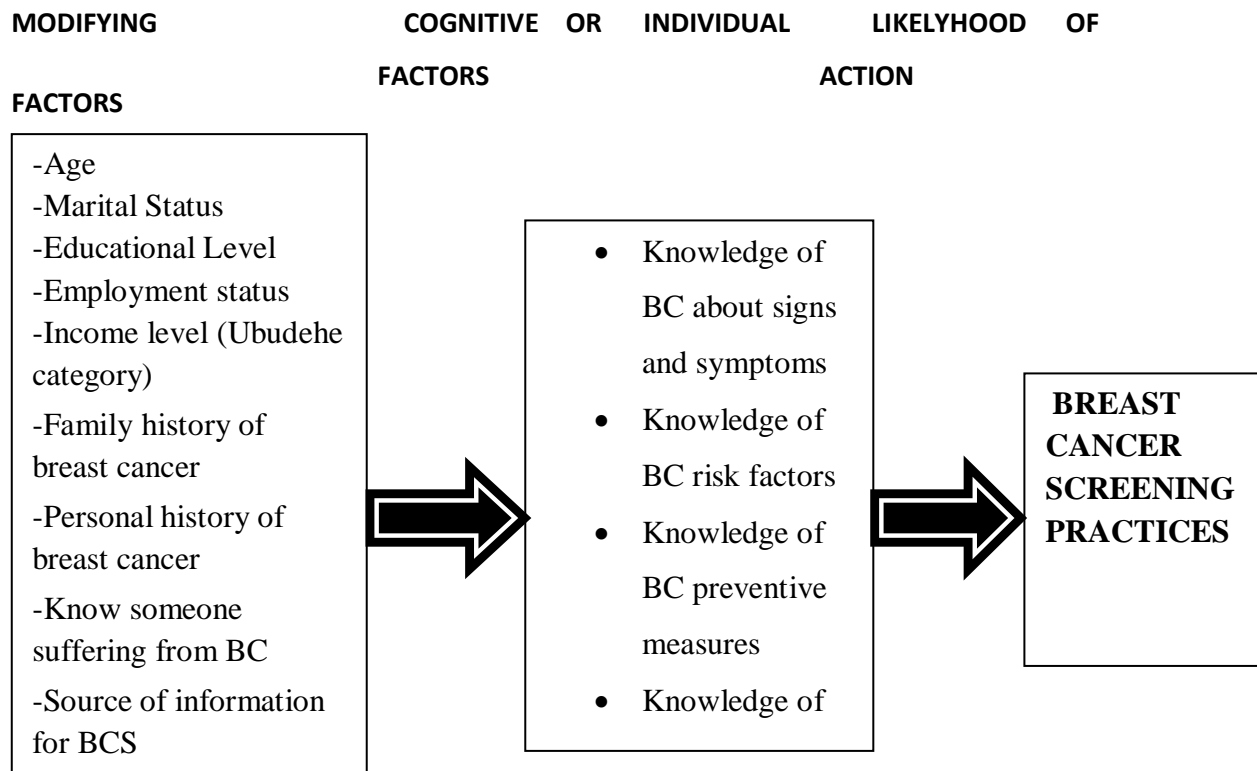 MODIFYING
FACTORS
COGNITIVE OR INDIVIDUAL
FACTORS
LIKELYHOOD OF
ACTION
-Age
-Marital Status
-Educational Level
-Employment status
-Income level (Ubudehe
category)
-Family history of
breast cancer
-Personal history of
breast cancer
-Know someone
suffering from BC
-Source of information
for BCS
• Knowledge of
BC about signs
and symptoms
• Knowledge of
BC risk factors
• Knowledge of
BC preventive
measures
• Knowledge of
BREAST
CANCER
SCREENING
PRACTICES